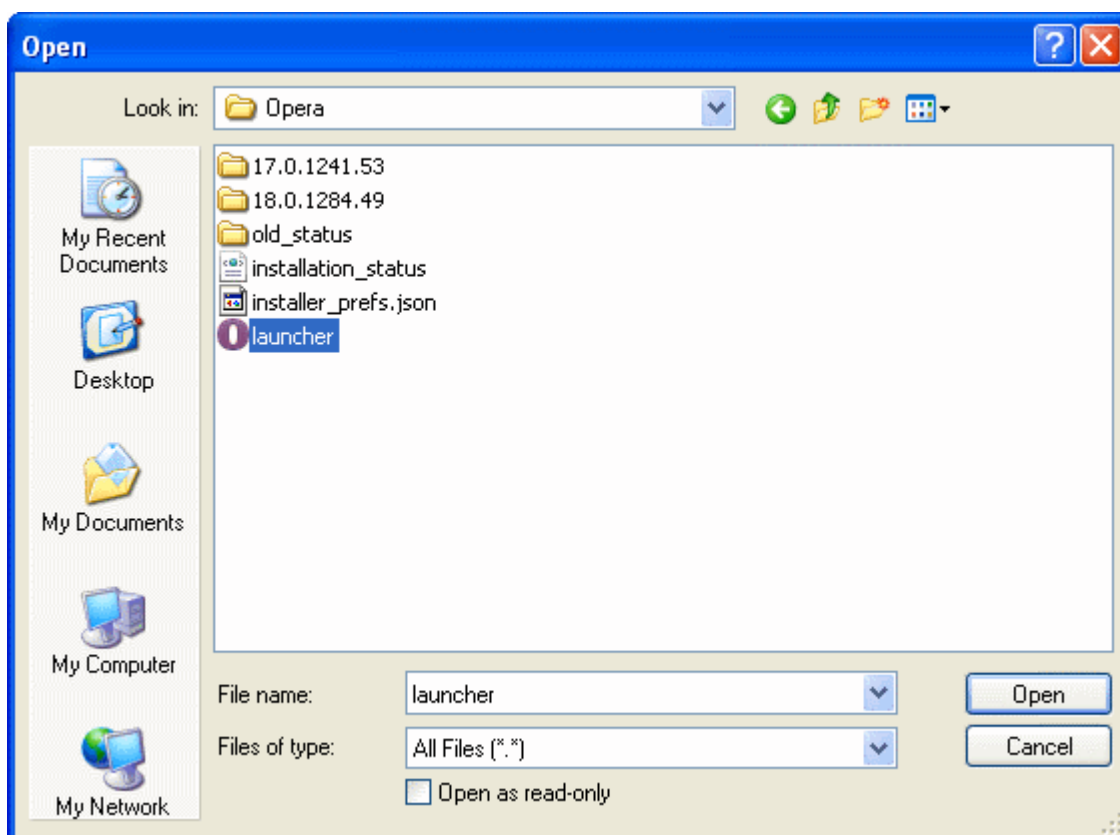 Open
Look in: Opera
17.0.1241.53
18.0.1284.49
old_status
installation_status
installer_prefs.json
launcher
My Recent
Documents
Desktop
My Documents
My Computer
My Network
File name: launcher Open
Files of type: All Files (*.*) Cancel
Open as read-only